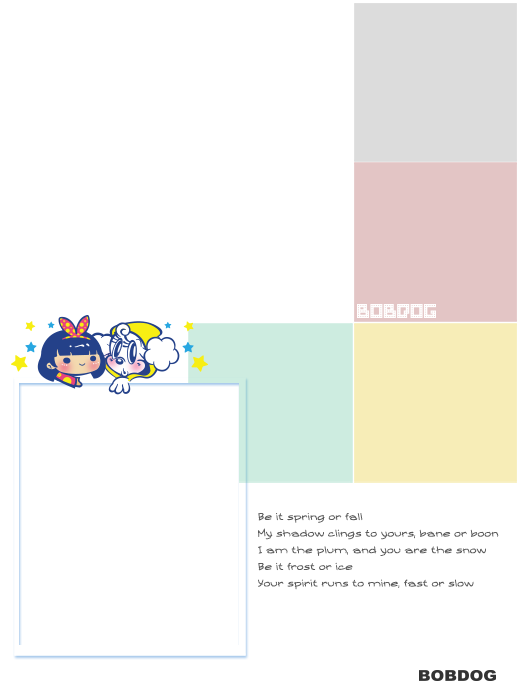 BOBDOG
Be it spring or fall
My shadow clings to yours, bane or boon
I am the plum, and you are the snow
Be it frost or ice
Your spirit runs to mine, fast or slow
BOBDOG